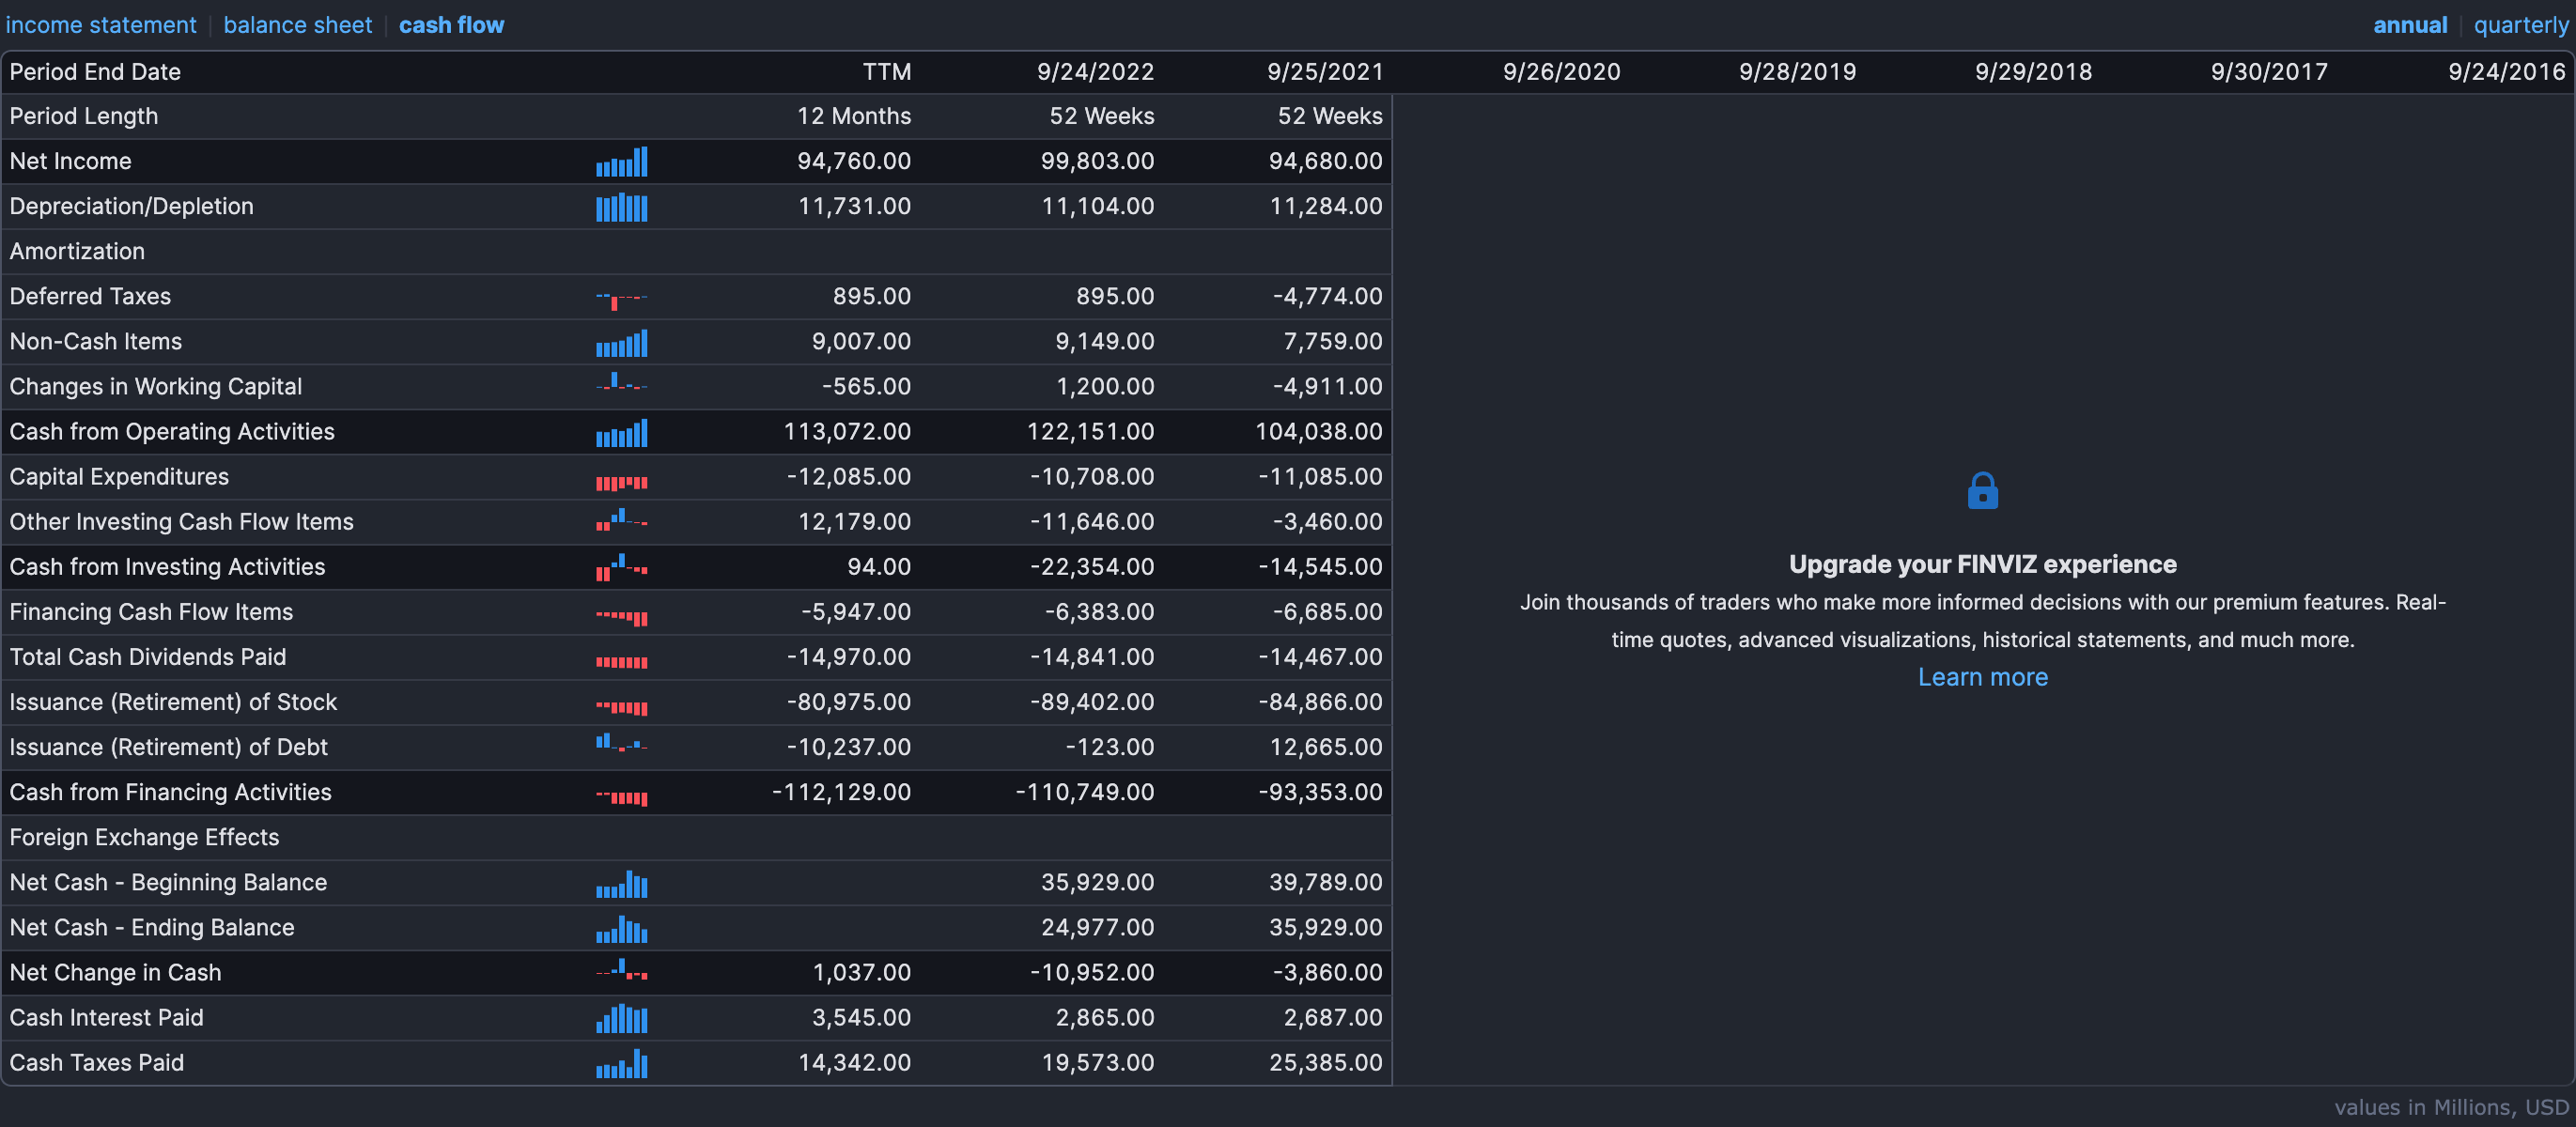 income statement | balance sheet | cash flow annual | quarterly
Period End Date TTM 9/24/2022 9/25/2021 9/26/2020 9/28/2019 9/29/2018 9/30/2017 9/24/2016
Period Length 12 Months 52 Weeks 52 Weeks
Net Income 94,760.00 99,803.00 94,680.00
Depreciation/Depletion 11,731.00 11,104.00 11,284.00
Amortization
Deferred Taxes 895.00 895.00 -4,774.00
Non-Cash Items 9,007.00 9,149.00 7,759.00
Changes in Working Capital -565.00 1,200.00 -4,911.00
Cash from Operating Activities 113,072.00 122,151.00 104,038.00
Capital Expenditures -12,085.00 -10,708.00 -11,085.00
Other Investing Cash Flow Items 12,179.00 -11,646.00 -3,460.00
Cash from Investing Activities 94.00 -22,354.00 -14,545.00
Financing Cash Flow Items -5,947.00 -6,383.00 -6,685.00
Total Cash Dividends Paid -14,970.00 -14,841.00 -14,467.00
Issuance (Retirement) of Stock -80,975.00 -89,402.00 -84,866.00
Issuance (Retirement) of Debt -10,237.00 -123.00 12,665.00
Cash from Financing Activities -112,129.00 -110,749.00 -93,353.00
Foreign Exchange Effects
Net Cash - Beginning Balance 35,929.00 39,789.00
Net Cash - Ending Balance 24,977.00 35,929.00
Net Change in Cash 1,037.00 -10,952.00 -3,860.00
Cash Interest Paid 3,545.00 2,865.00 2,687.00
Cash Taxes Paid 14,342.00 19,573.00 25,385.00
Upgrade your FINVIZ experience
Join thousands of traders who make more informed decisions with our premium features. Real-
time quotes, advanced visualizations, historical statements, and much more.
Learn more
values in Millions, USD